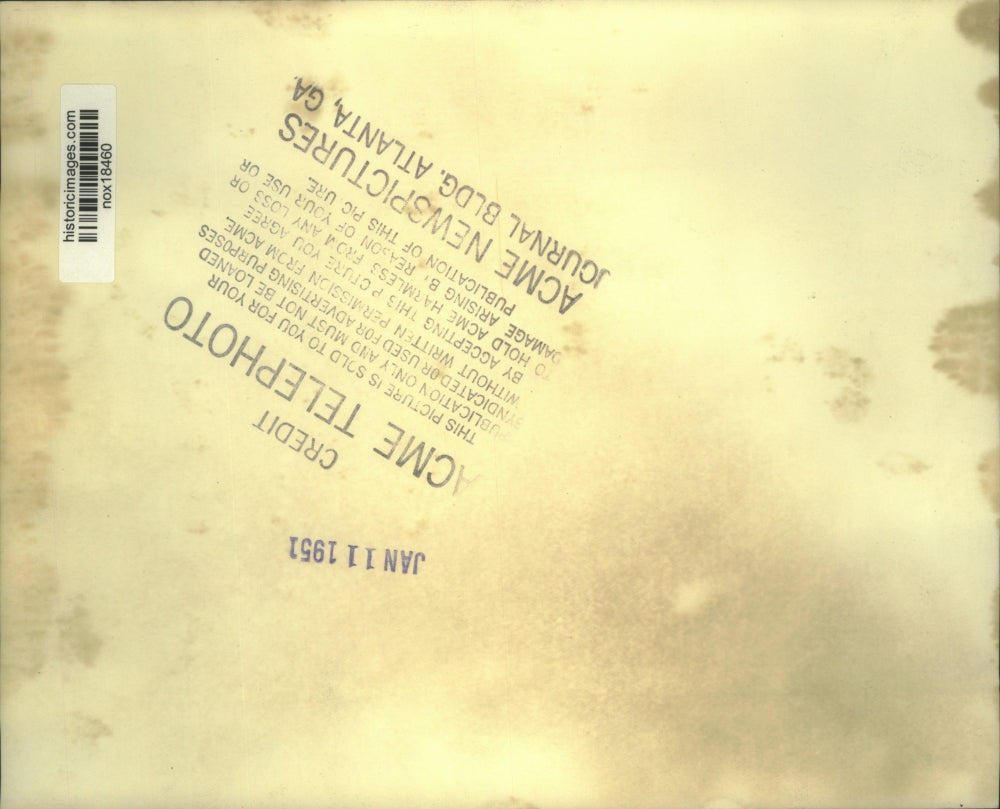 historicimages.com
nox18460
JAN 11 1951
CREDIT
ACME TELEPHOTO
THIS PICTURE IS SOLD TO YOU FOR YOUR
PUBLICATION ONLY AND MUST NOT BE LOANED
SYNDICATED OR USED FOR ADVERTISING PURPOSES
WITHOUT WRITTEN PERMISSION FROM ACME.
BY ACCEPTING THIS P CTURE YOU AGREE
TO HOLD ACME HARMLESS FROM ANY LOSS OR
DAMAGE ARISING BY REASON OF YOUR USE OR
PUBLICATION OF THIS PIC URE.
ACME NEWSPICTURES
JOURNAL BLDG. ATLANTA, GA.